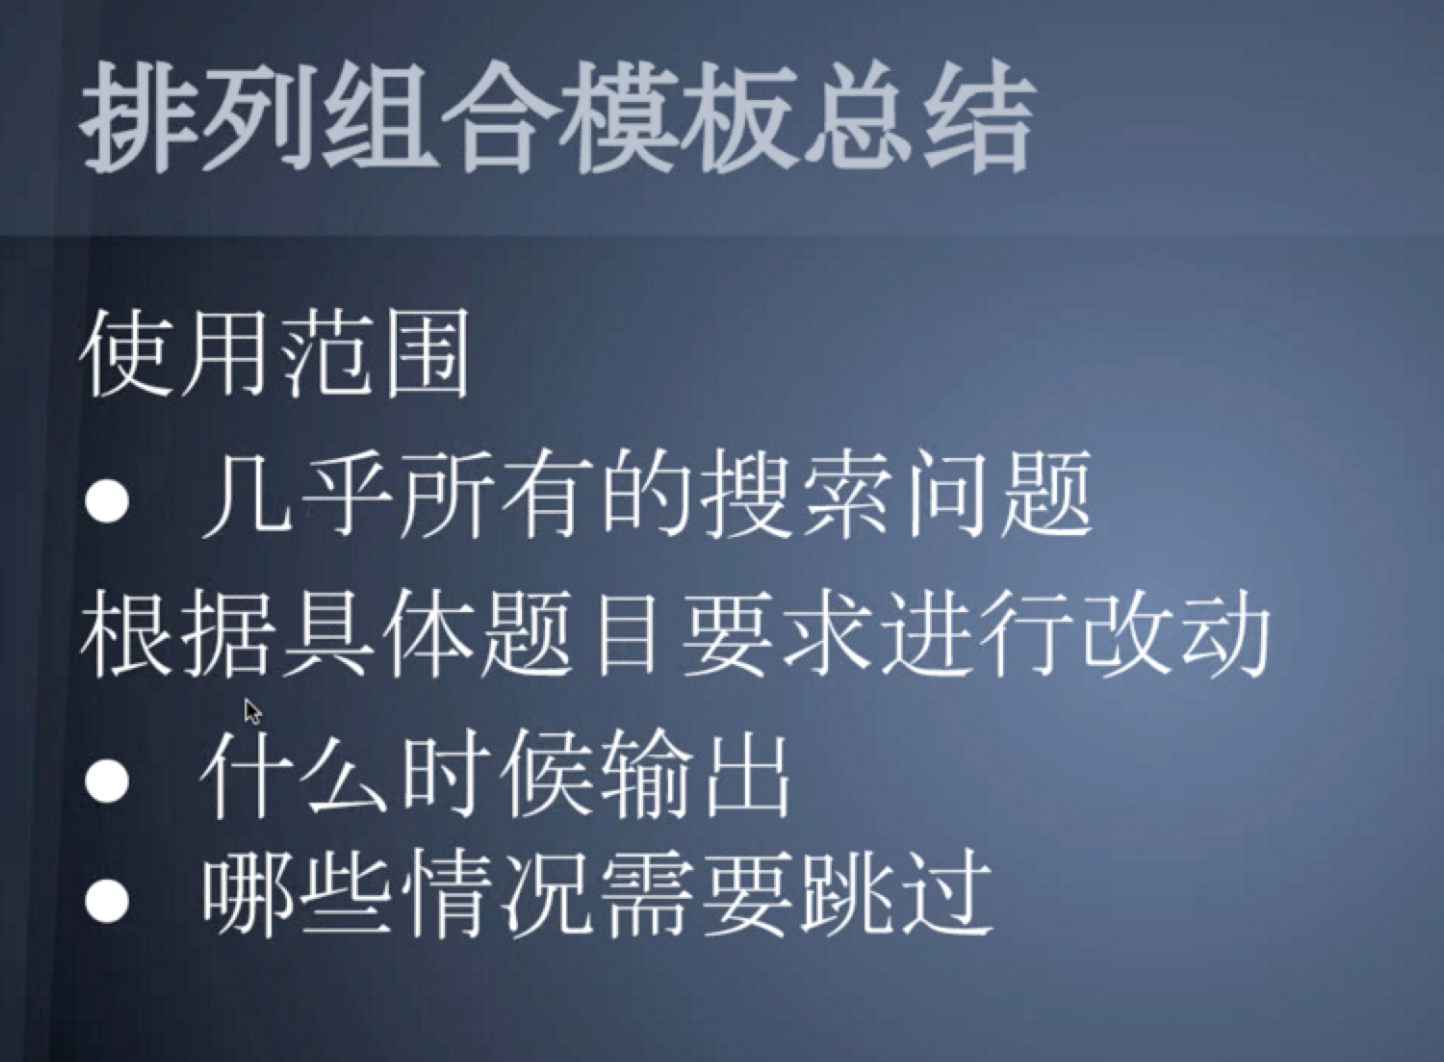 排列组合模板总结
使用范围
● 几乎所有的搜索问题
根据具体题目要求进行改动
● 什么时候输出
● 哪些情况需要跳过